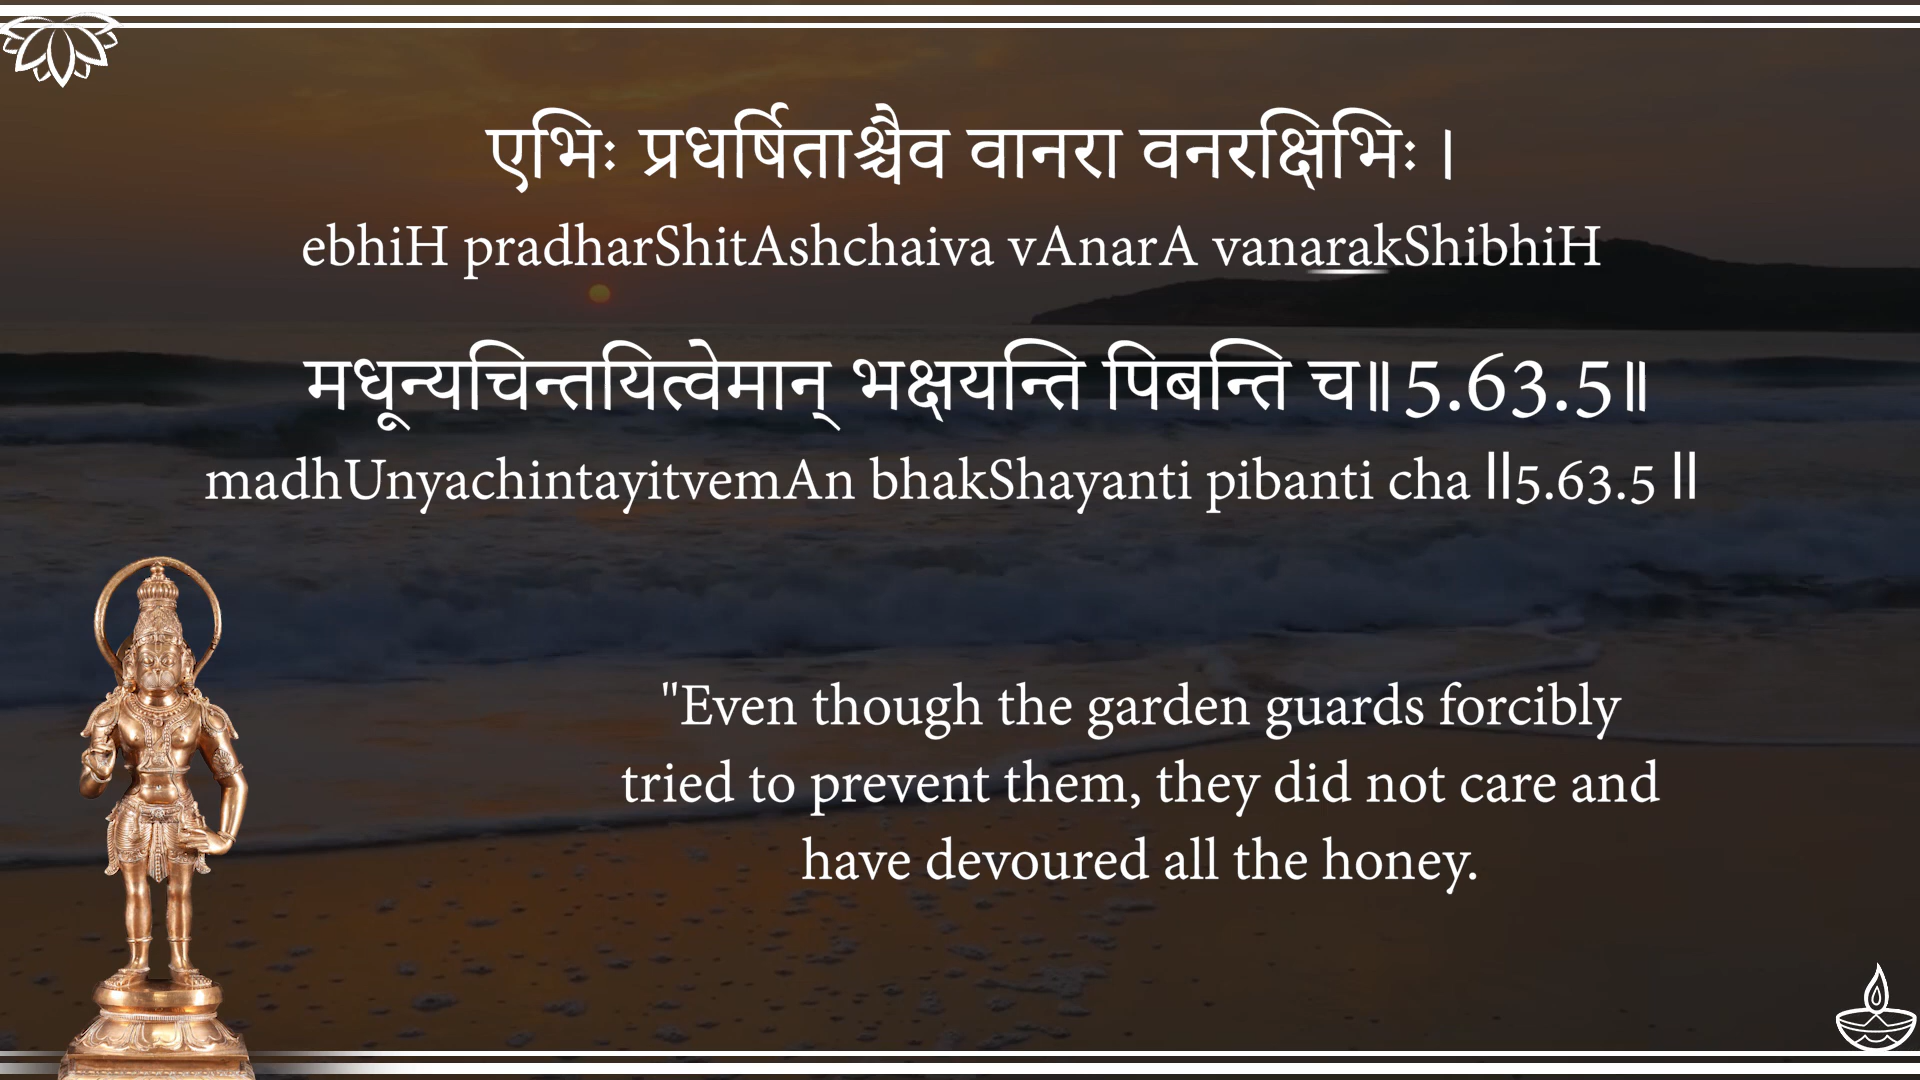 एभिः प्रधर्षिताश्चैव वानरा वनरक्षिभिः ।
ebhiH pradharShitAshchaiva vAnarA vanarakShibhiH
मधून्यचिन्तयित्वेमान् भक्षयन्ति पिबन्ति च॥5.63.5॥
madhUnyachintayitvemAn bhakShayanti pibanti cha ||5.63.5 ||
"Even though the garden guards forcibly
tried to prevent them, they did not care and
have devoured all the honey.